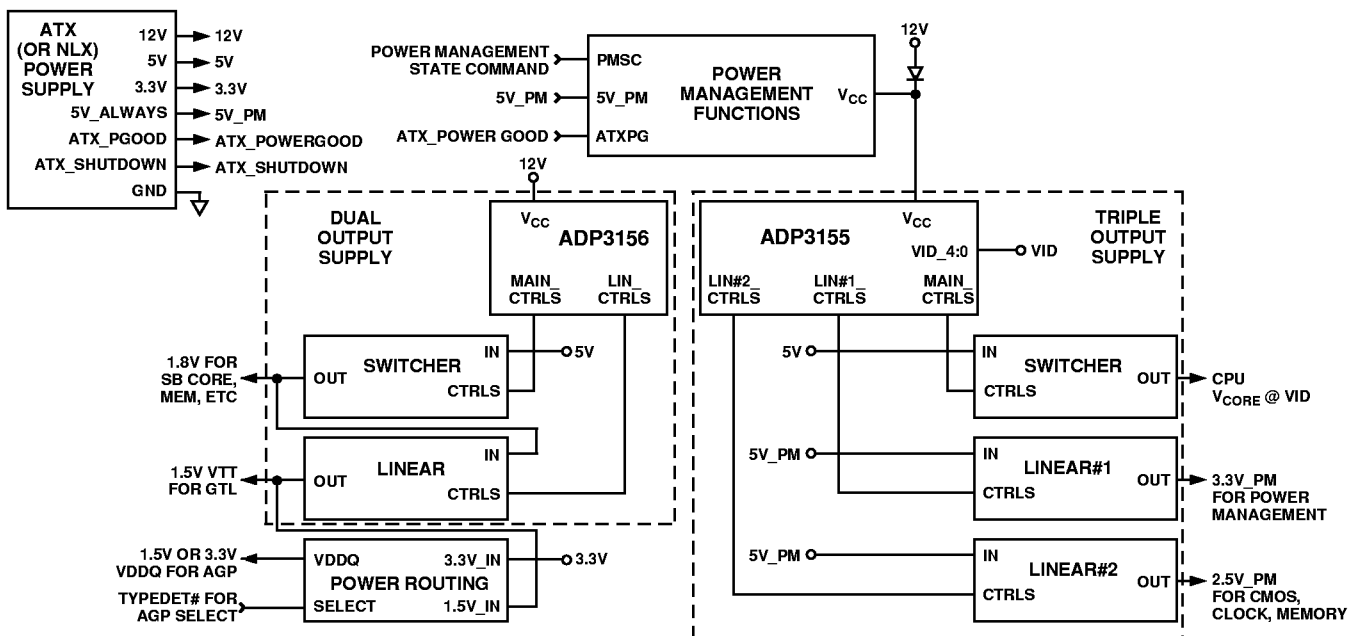 ATX
(OR NLX)
POWER
SUPPLY
12V
12V
5V
5V
3.3V
3.3V
5V_ALWAYS
5V_PM
ATX_PGOOD
ATX_POWERGOOD
ATX_SHUTDOWN
ATX_SHUTDOWN
GND
POWER MANAGEMENT
STATE COMMAND
PMSC
5V_PM
5V_PM
ATX_POWER GOOD
ATXPG
POWER
MANAGEMENT
FUNCTIONS
VCC
12V
DUAL
OUTPUT
SUPPLY
12V
VCC
ADP3156
MAIN_
CTRLS
LIN_
CTRLS
1.8V FOR
SB CORE,
MEM, ETC
OUT
SWITCHER
IN
5V
CTRLS
1.5V VTT
FOR GTL
OUT
LINEAR
IN
CTRLS
1.5V OR 3.3V
VDDQ FOR AGP
TYPEDET# FOR
AGP SELECT
VDDQ
3.3V_IN
3.3V
POWER ROUTING
SELECT
1.5V_IN
TRIPLE
OUTPUT
SUPPLY
ADP3155
VCC
VID_4:0
VID
LIN#2_
CTRLS
LIN#1_
CTRLS
MAIN_
CTRLS
5V
IN
SWITCHER
CTRLS
OUT
CPU
VCORE @ VID
5V_PM
IN
LINEAR#1
CTRLS
OUT
3.3V_PM
FOR POWER
MANAGEMENT
5V_PM
IN
LINEAR#2
CTRLS
OUT
2.5V_PM
FOR CMOS,
CLOCK, MEMORY